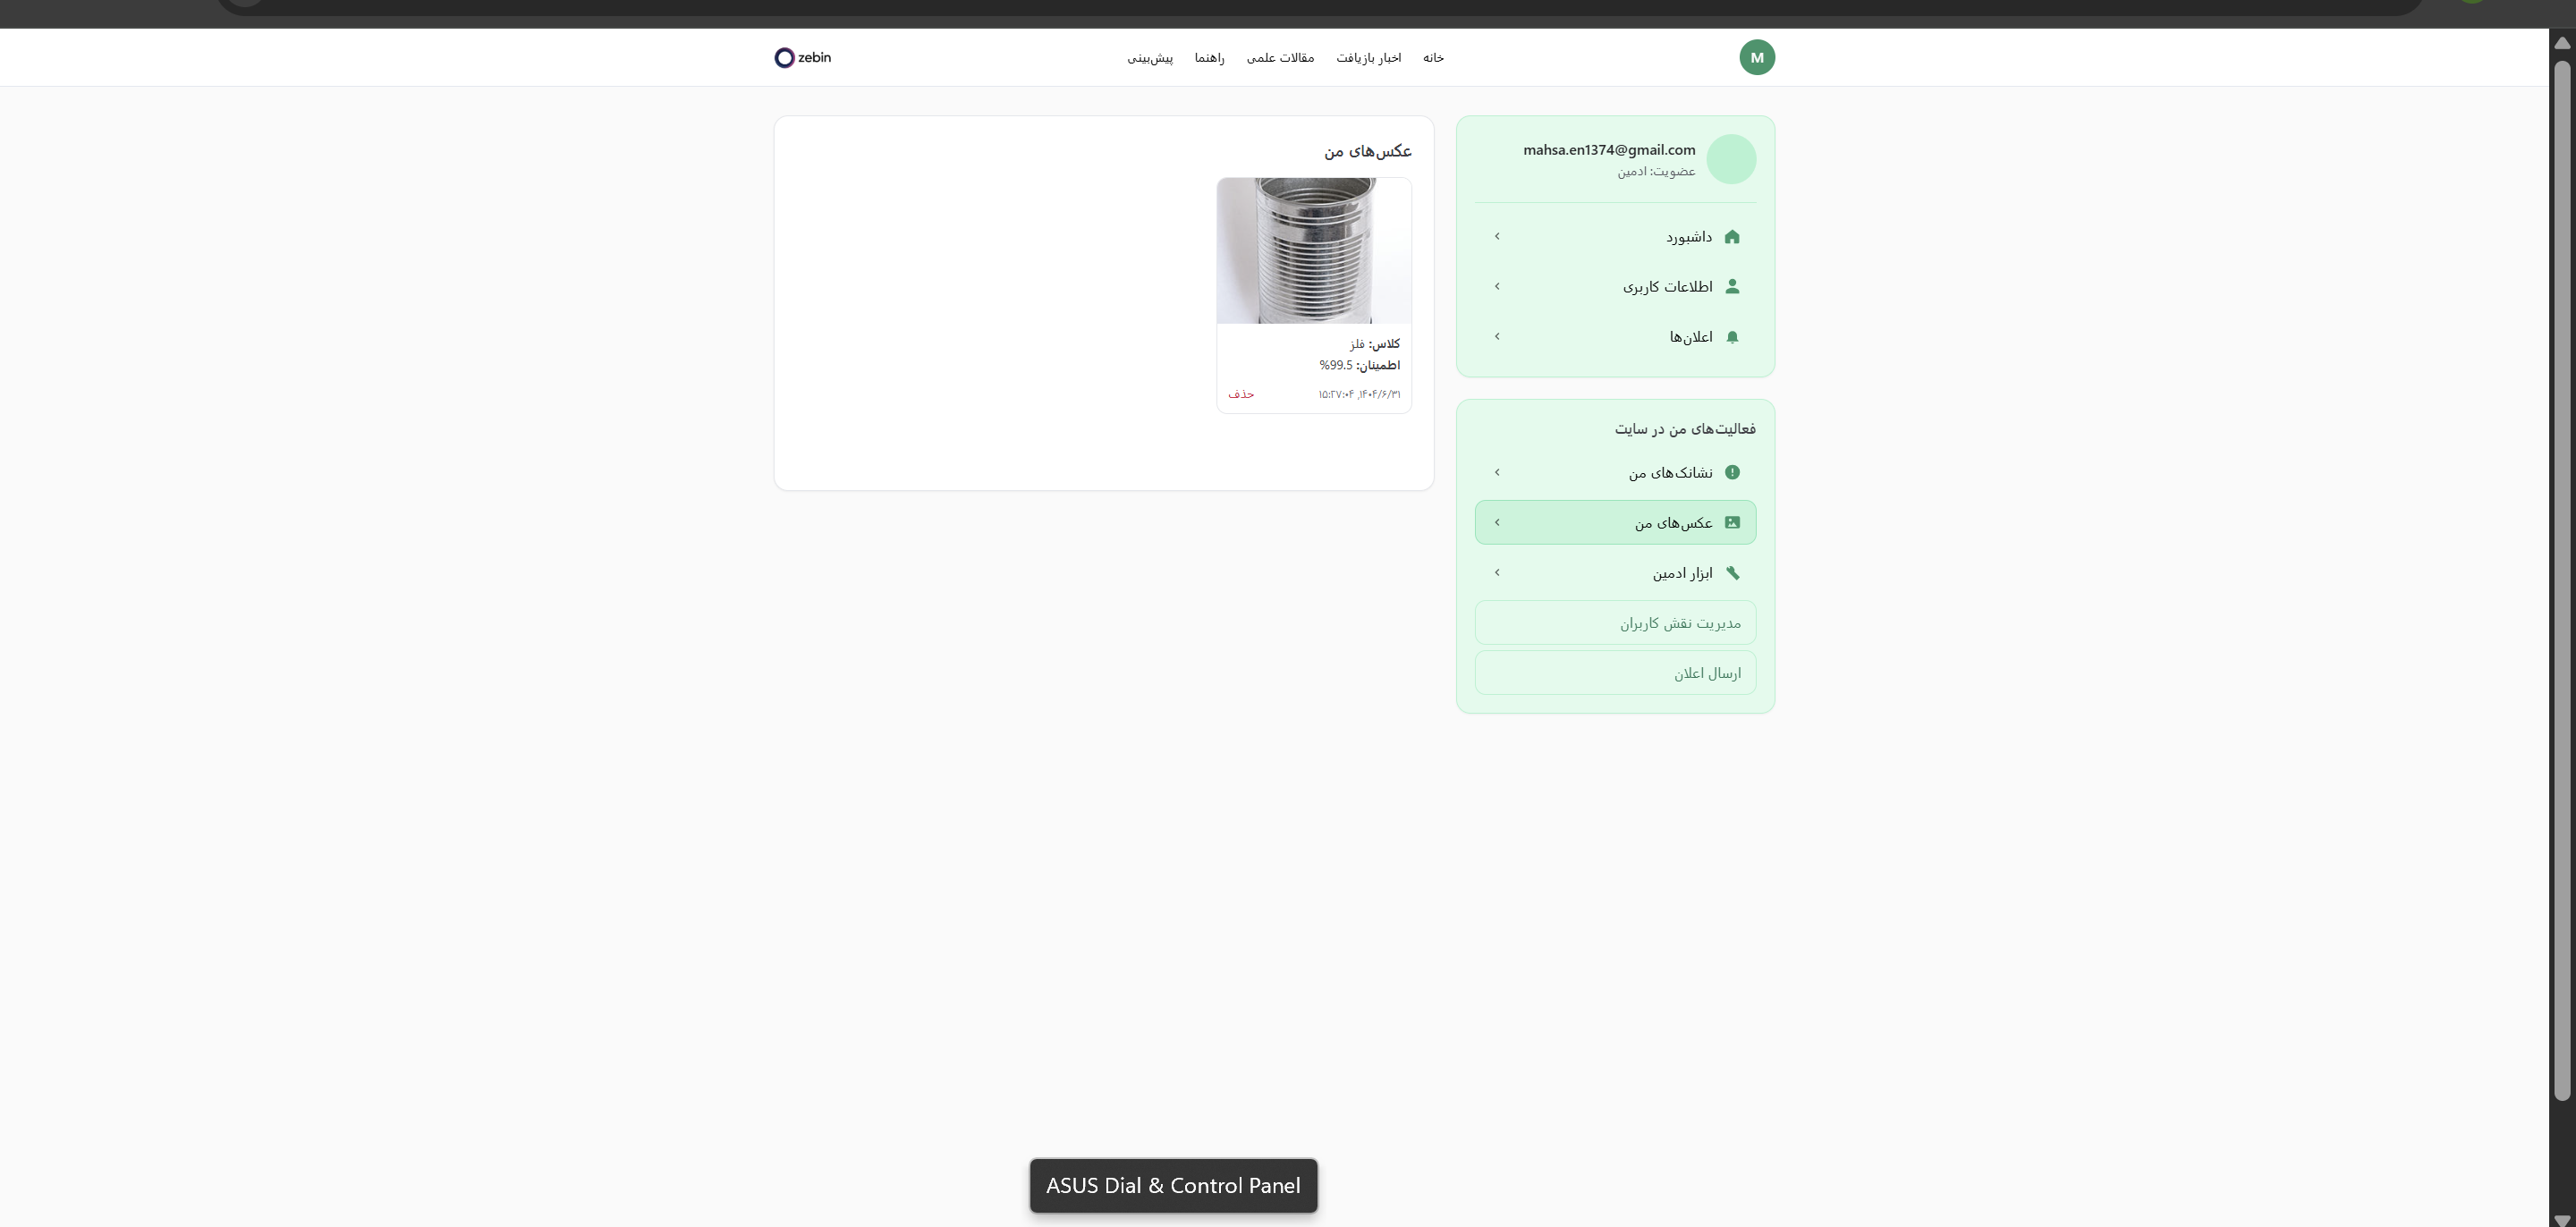 M
خانه
اخبار بازیافت
مقالات علمی
راهنما
پیش‌بینی
zebin
mahsa.en1374@gmail.com
عضویت: ادمین
داشبورد
اطلاعات کاربری
اعلان‌ها
فعالیت‌های من در سایت
نشانک‌های من
عکس‌های من
ابزار ادمین
مدیریت نقش کاربران
ارسال اعلان
عکس‌های من
کلاس: فلز
اطمینان: 99.5%
۱۴۰۴/۶/۳۱, ۱۵:۲۷:۰۴
حذف
ASUS Dial & Control Panel